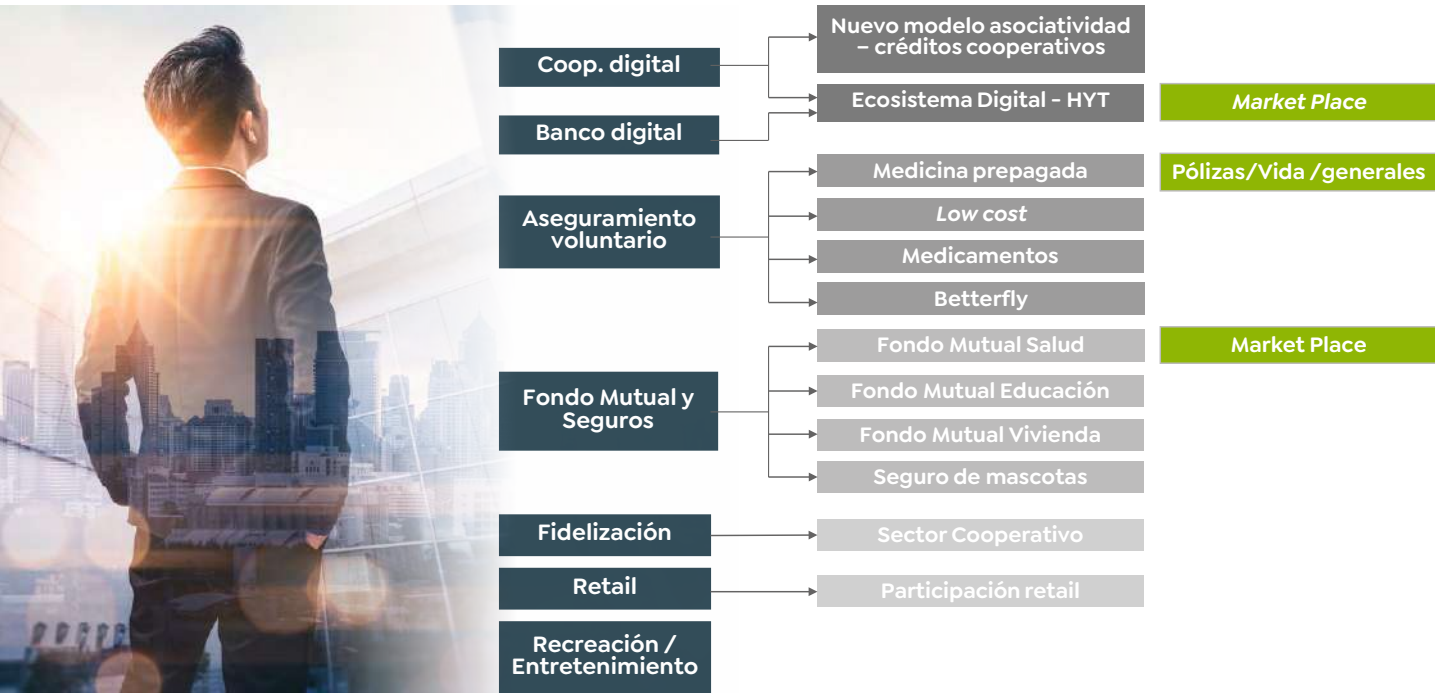 Coop. digital
Nuevo modelo asociatividad
– créditos cooperativos
Ecosistema Digital - HYT
Market Place
Banco digital
Aseguramiento
voluntario
Medicina prepagada
Pólizas/Vida /generales
Low cost
Medicamentos
Betterfly
Fondo Mutual y
Seguros
Fondo Mutual Salud
Market Place
Fondo Mutual Educación
Fondo Mutual Vivienda
Seguro de mascotas
Fidelización
Sector Cooperativo
Retail
Participación retail
Recreación /
Entretenimiento